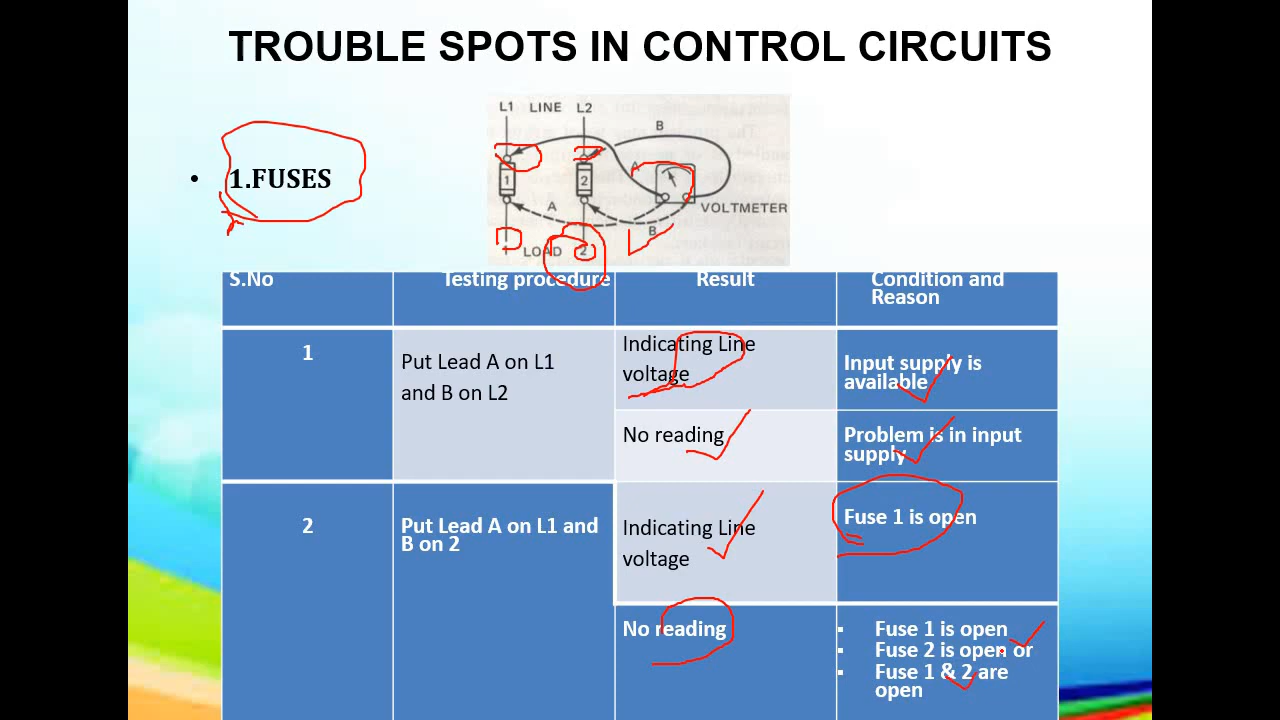 TROUBLE SPOTS IN CONTROL CIRCUITS
• 1.FUSES
L1 LINE L2
B
A
1 2
A
B
VOLTMETER
1 LOAD 2
S.No Testing procedure Result Condition and
Reason
1
Put Lead A on L1
and B on L2
Indicating Line
voltage
Input supply is
available
No reading
Problem is in input
supply
2
Put Lead A on L1 and
B on 2
Indicating Line
voltage
Fuse 1 is open
No reading
▪ Fuse 1 is open
▪ Fuse 2 is open or
▪ Fuse 1 & 2 are
open